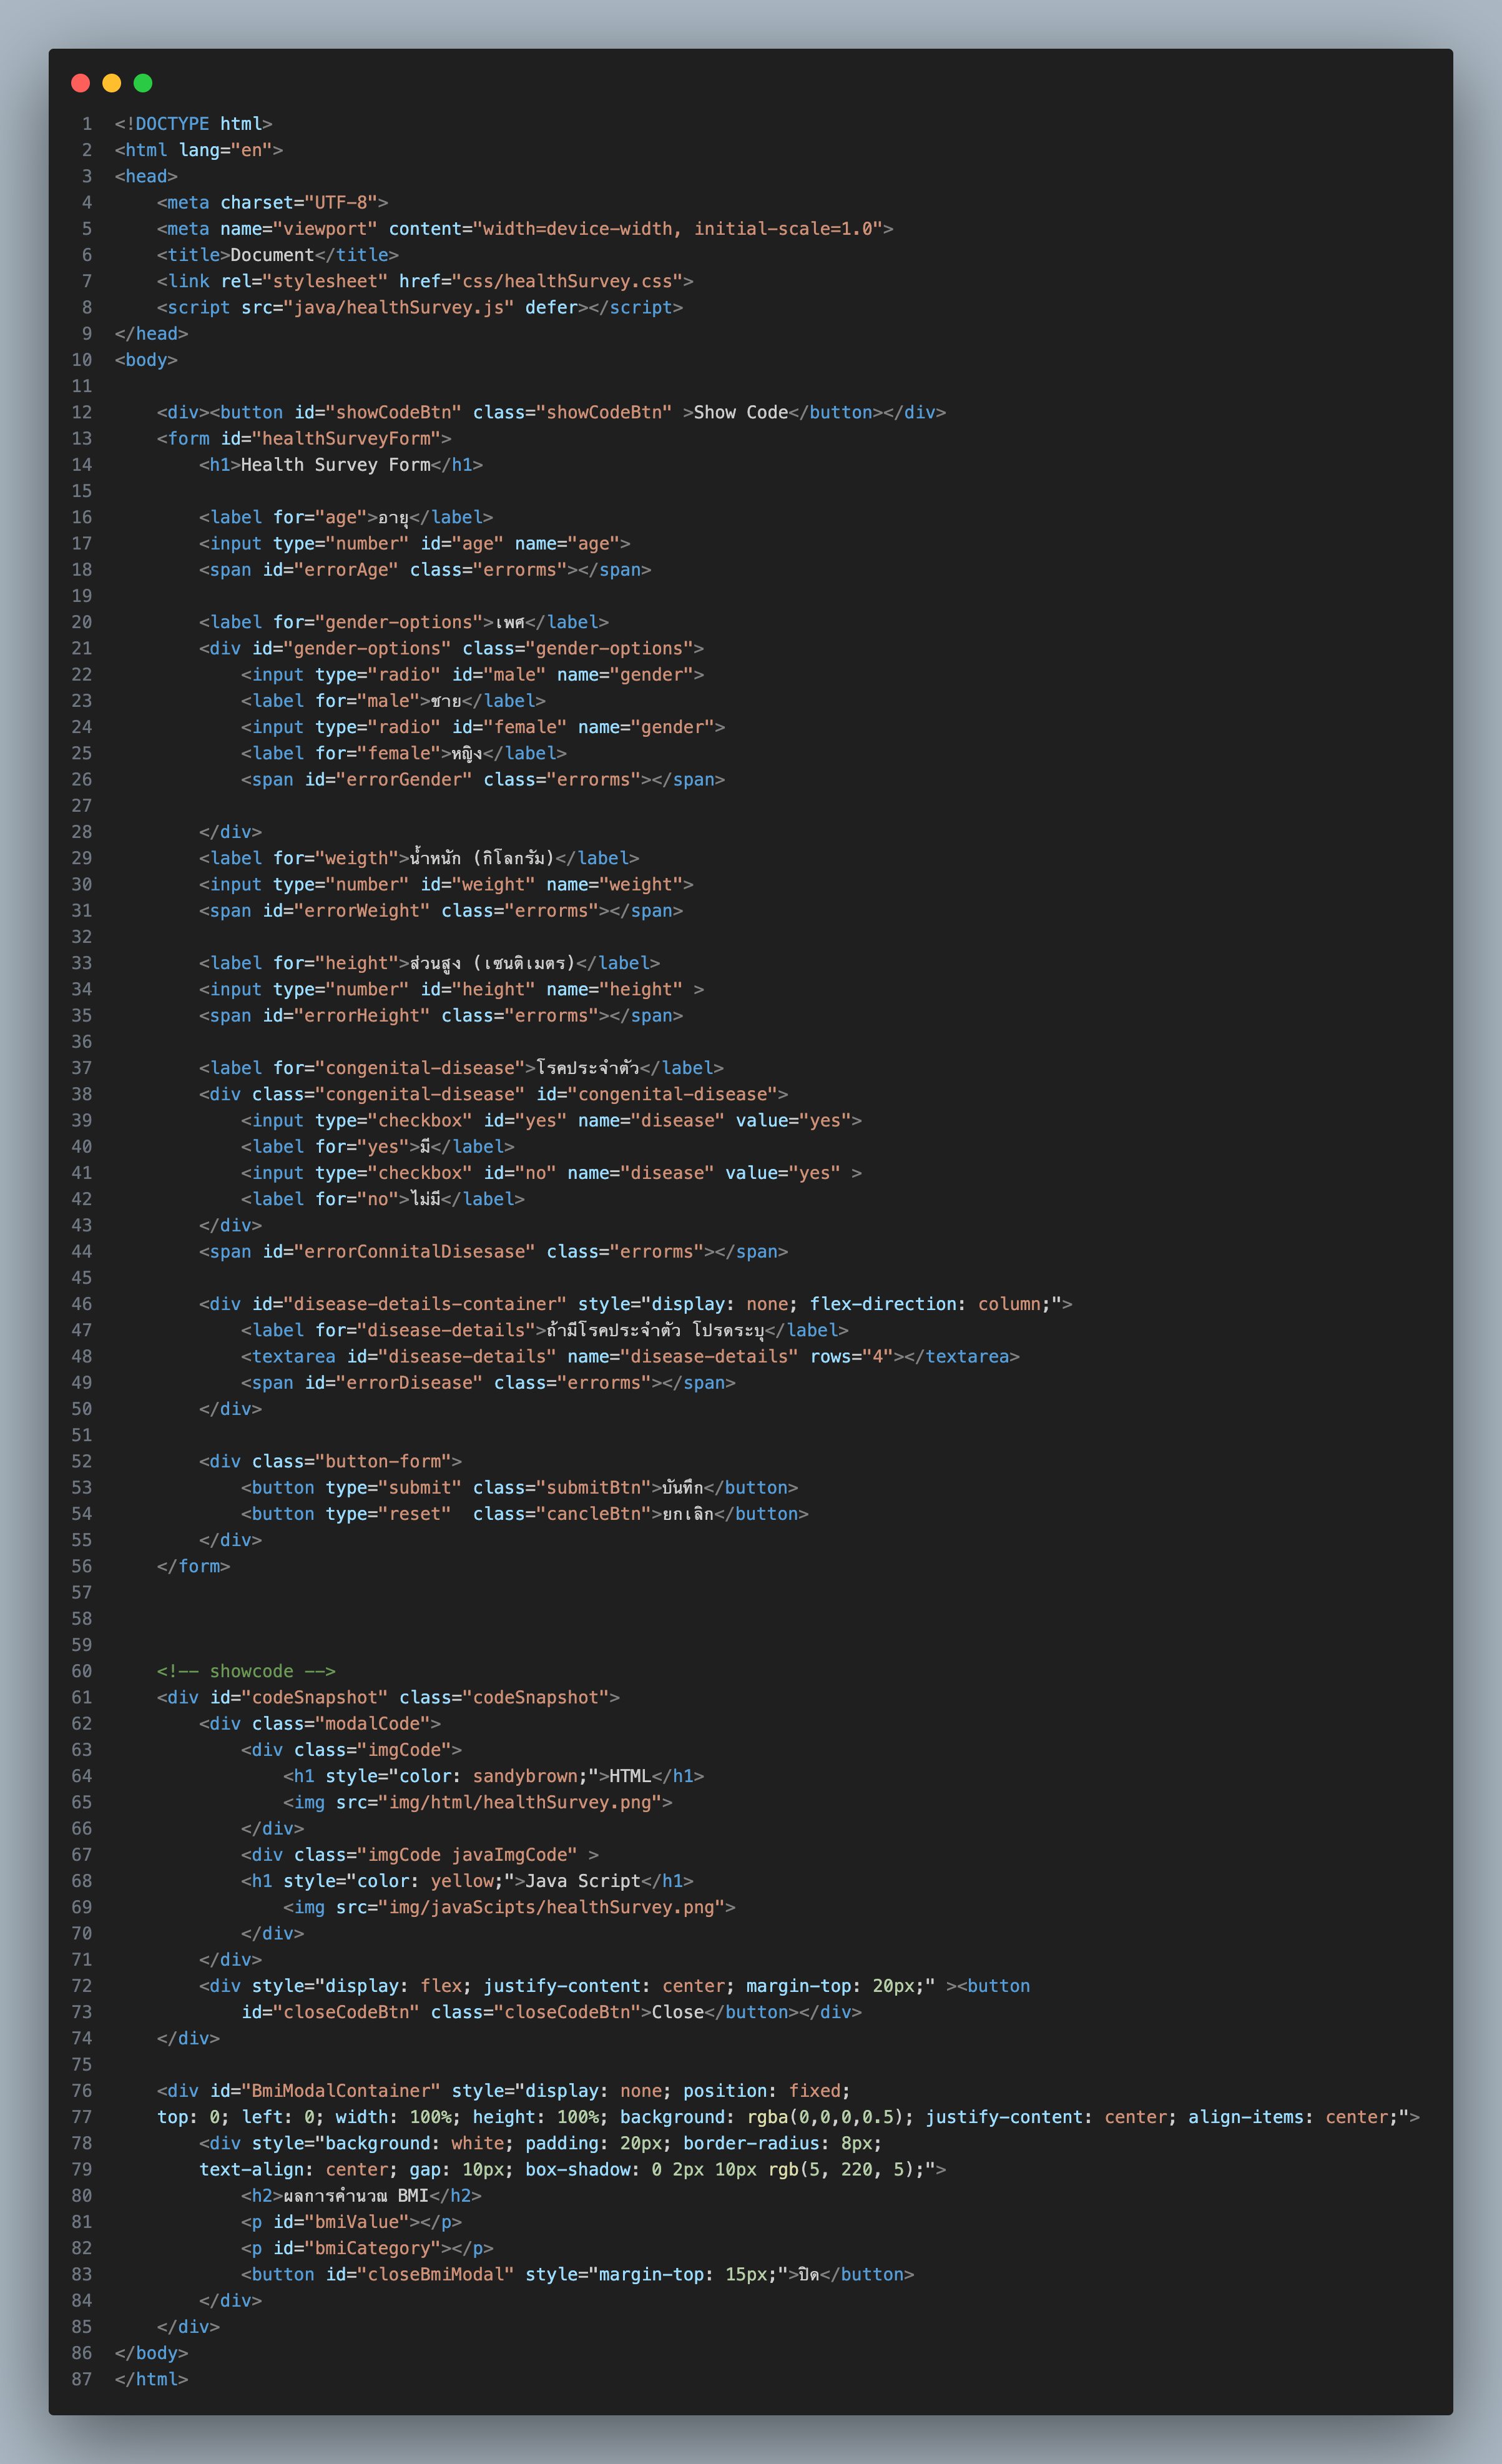 1 <!DOCTYPE html>
2 <html lang="en">
3 <head>
4     <meta charset="UTF-8">
5     <meta name="viewport" content="width=device-width, initial-scale=1.0">
6     <title>Document</title>
7     <link rel="stylesheet" href="css/healthSurvey.css">
8     <script src="java/healthSurvey.js" defer></script>
9 </head>
10 <body>
11
12     <div><button id="showCodeBtn" class="showCodeBtn" >Show Code</button></div>
13     <form id="healthSurveyForm">
14         <h1>Health Survey Form</h1>
15
16         <label for="age">อายุ</label>
17         <input type="number" id="age" name="age">
18         <span id="errorAge" class="errorms"></span>
19
20         <label for="gender-options">เพศ</label>
21         <div id="gender-options" class="gender-options">
22             <input type="radio" id="male" name="gender">
23             <label for="male">ชาย</label>
24             <input type="radio" id="female" name="gender">
25             <label for="female">หญิง</label>
26             <span id="errorGender" class="errorms"></span>
27
28         </div>
29         <label for="weigth">น้ำหนัก (กิโลกรัม)</label>
30         <input type="number" id="weight" name="weight">
31         <span id="errorWeight" class="errorms"></span>
32
33         <label for="height">ส่วนสูง (เซนติเมตร)</label>
34         <input type="number" id="height" name="height" >
35         <span id="errorHeight" class="errorms"></span>
36
37         <label for="congenital-disease">โรคประจำตัว</label>
38         <div class="congenital-disease" id="congenital-disease">
39             <input type="checkbox" id="yes" name="disease" value="yes">
40             <label for="yes">มี</label>
41             <input type="checkbox" id="no" name="disease" value="yes" >
42             <label for="no">ไม่มี</label>
43         </div>
44         <span id="errorConnitalDisesase" class="errorms"></span>
45
46         <div id="disease-details-container" style="display: none; flex-direction: column;">
47             <label for="disease-details">ถ้ามีโรคประจำตัว โปรดระบุ</label>
48             <textarea id="disease-details" name="disease-details" rows="4"></textarea>
49             <span id="errorDisease" class="errorms"></span>
50         </div>
51
52         <div class="button-form">
53             <button type="submit" class="submitBtn">บันทึก</button>
54             <button type="reset"  class="cancleBtn">ยกเลิก</button>
55         </div>
56     </form>
57
58
59
60     <!-- showcode -->
61     <div id="codeSnapshot" class="codeSnapshot">
62         <div class="modalCode">
63             <div class="imgCode">
64                 <h1 style="color: sandybrown;">HTML</h1>
65                 <img src="img/html/healthSurvey.png">
66             </div>
67             <div class="imgCode javaImgCode" >
68             <h1 style="color: yellow;">Java Script</h1>
69                 <img src="img/javaScipts/healthSurvey.png">
70             </div>
71         </div>
72         <div style="display: flex; justify-content: center; margin-top: 20px;" ><button
73             id="closeCodeBtn" class="closeCodeBtn">Close</button></div>
74     </div>
75
76     <div id="BmiModalContainer" style="display: none; position: fixed;
77     top: 0; left: 0; width: 100%; height: 100%; background: rgba(0,0,0,0.5); justify-content: center; align-items: center;">
78         <div style="background: white; padding: 20px; border-radius: 8px;
79         text-align: center; gap: 10px; box-shadow: 0 2px 10px rgb(5, 220, 5);">
80             <h2>ผลการคำนวณ BMI</h2>
81             <p id="bmiValue"></p>
82             <p id="bmiCategory"></p>
83             <button id="closeBmiModal" style="margin-top: 15px;">ปิด</button>
84         </div>
85     </div>
86 </body>
87 </html>